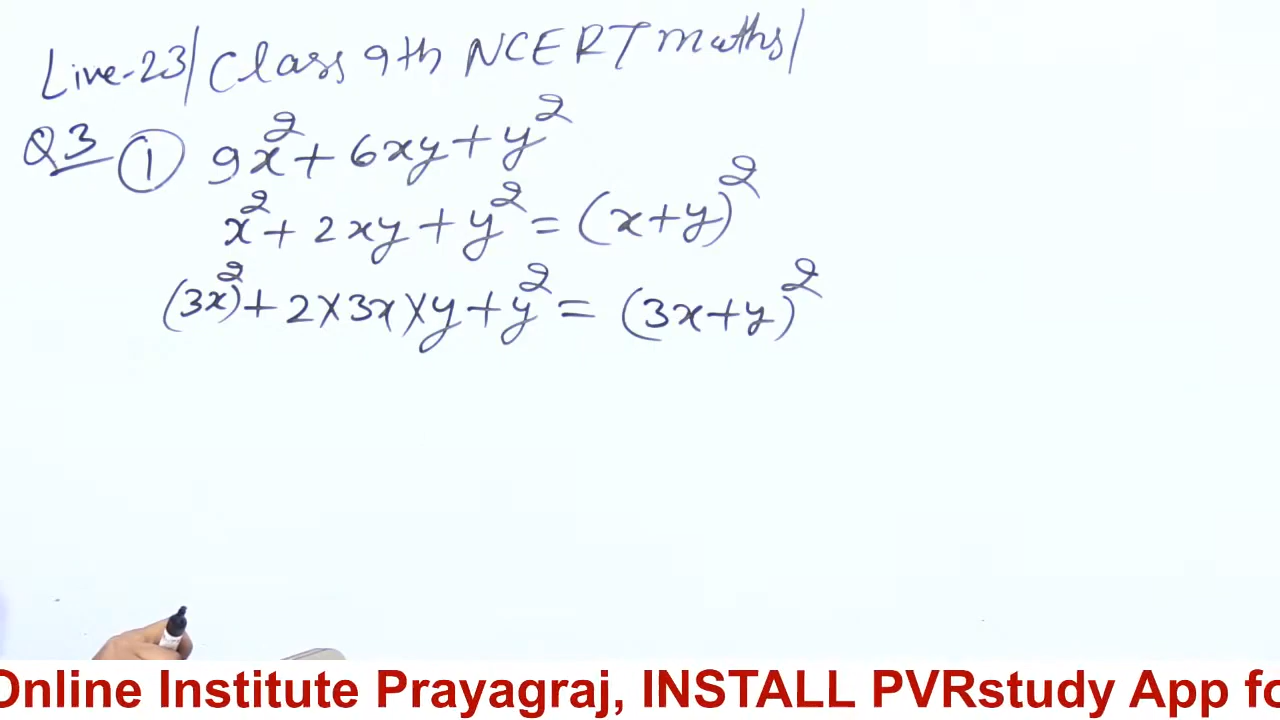 Live-23/Class 9th NCERT Maths/
Q3 ① 9x² + 6xy + y²
x² + 2xy + y² = (x+y)²
(3x)² + 2×3x×y + y² = (3x+y)²
Online Institute Prayagraj, INSTALL PVRstudy App fo